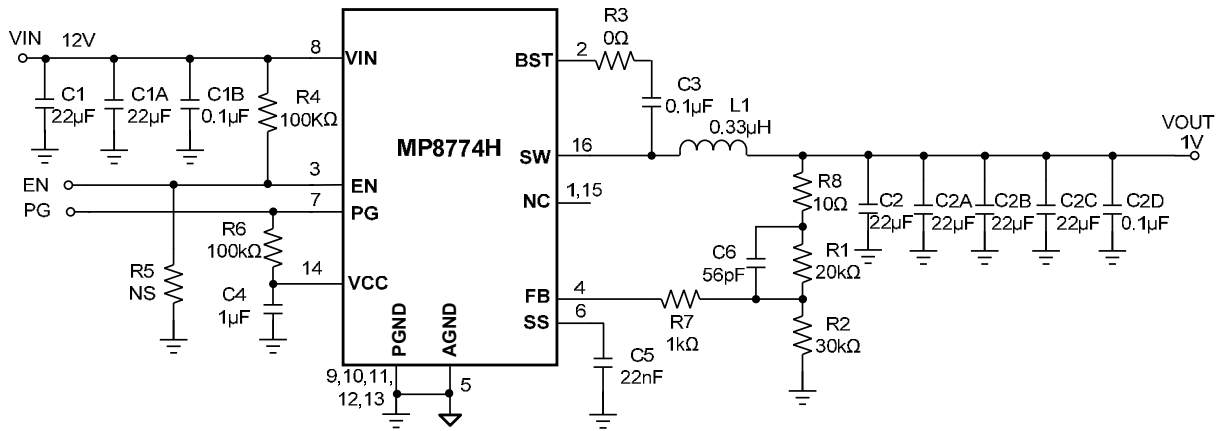 VIN 12V
8
VIN
C1
22µF
C1A
22µF
C1B
0.1µF
R4
100KΩ
EN
3
EN
PG
7
PG
R6
100kΩ
R5
NS
14
VCC
C4
1µF
MP8774H
PGND
AGND
9,10,11,
12,13
5
BST
2
R3
0Ω
C3
0.1µF
L1
0.33µH
SW
16
NC
1,15
VOUT
1V
R8
10Ω
C2
22µF
C2A
22µF
C2B
22µF
C2C
22µF
C2D
0.1µF
C6
56pF
R1
20kΩ
FB
4
R7
1kΩ
SS
6
C5
22nF
R2
30kΩ